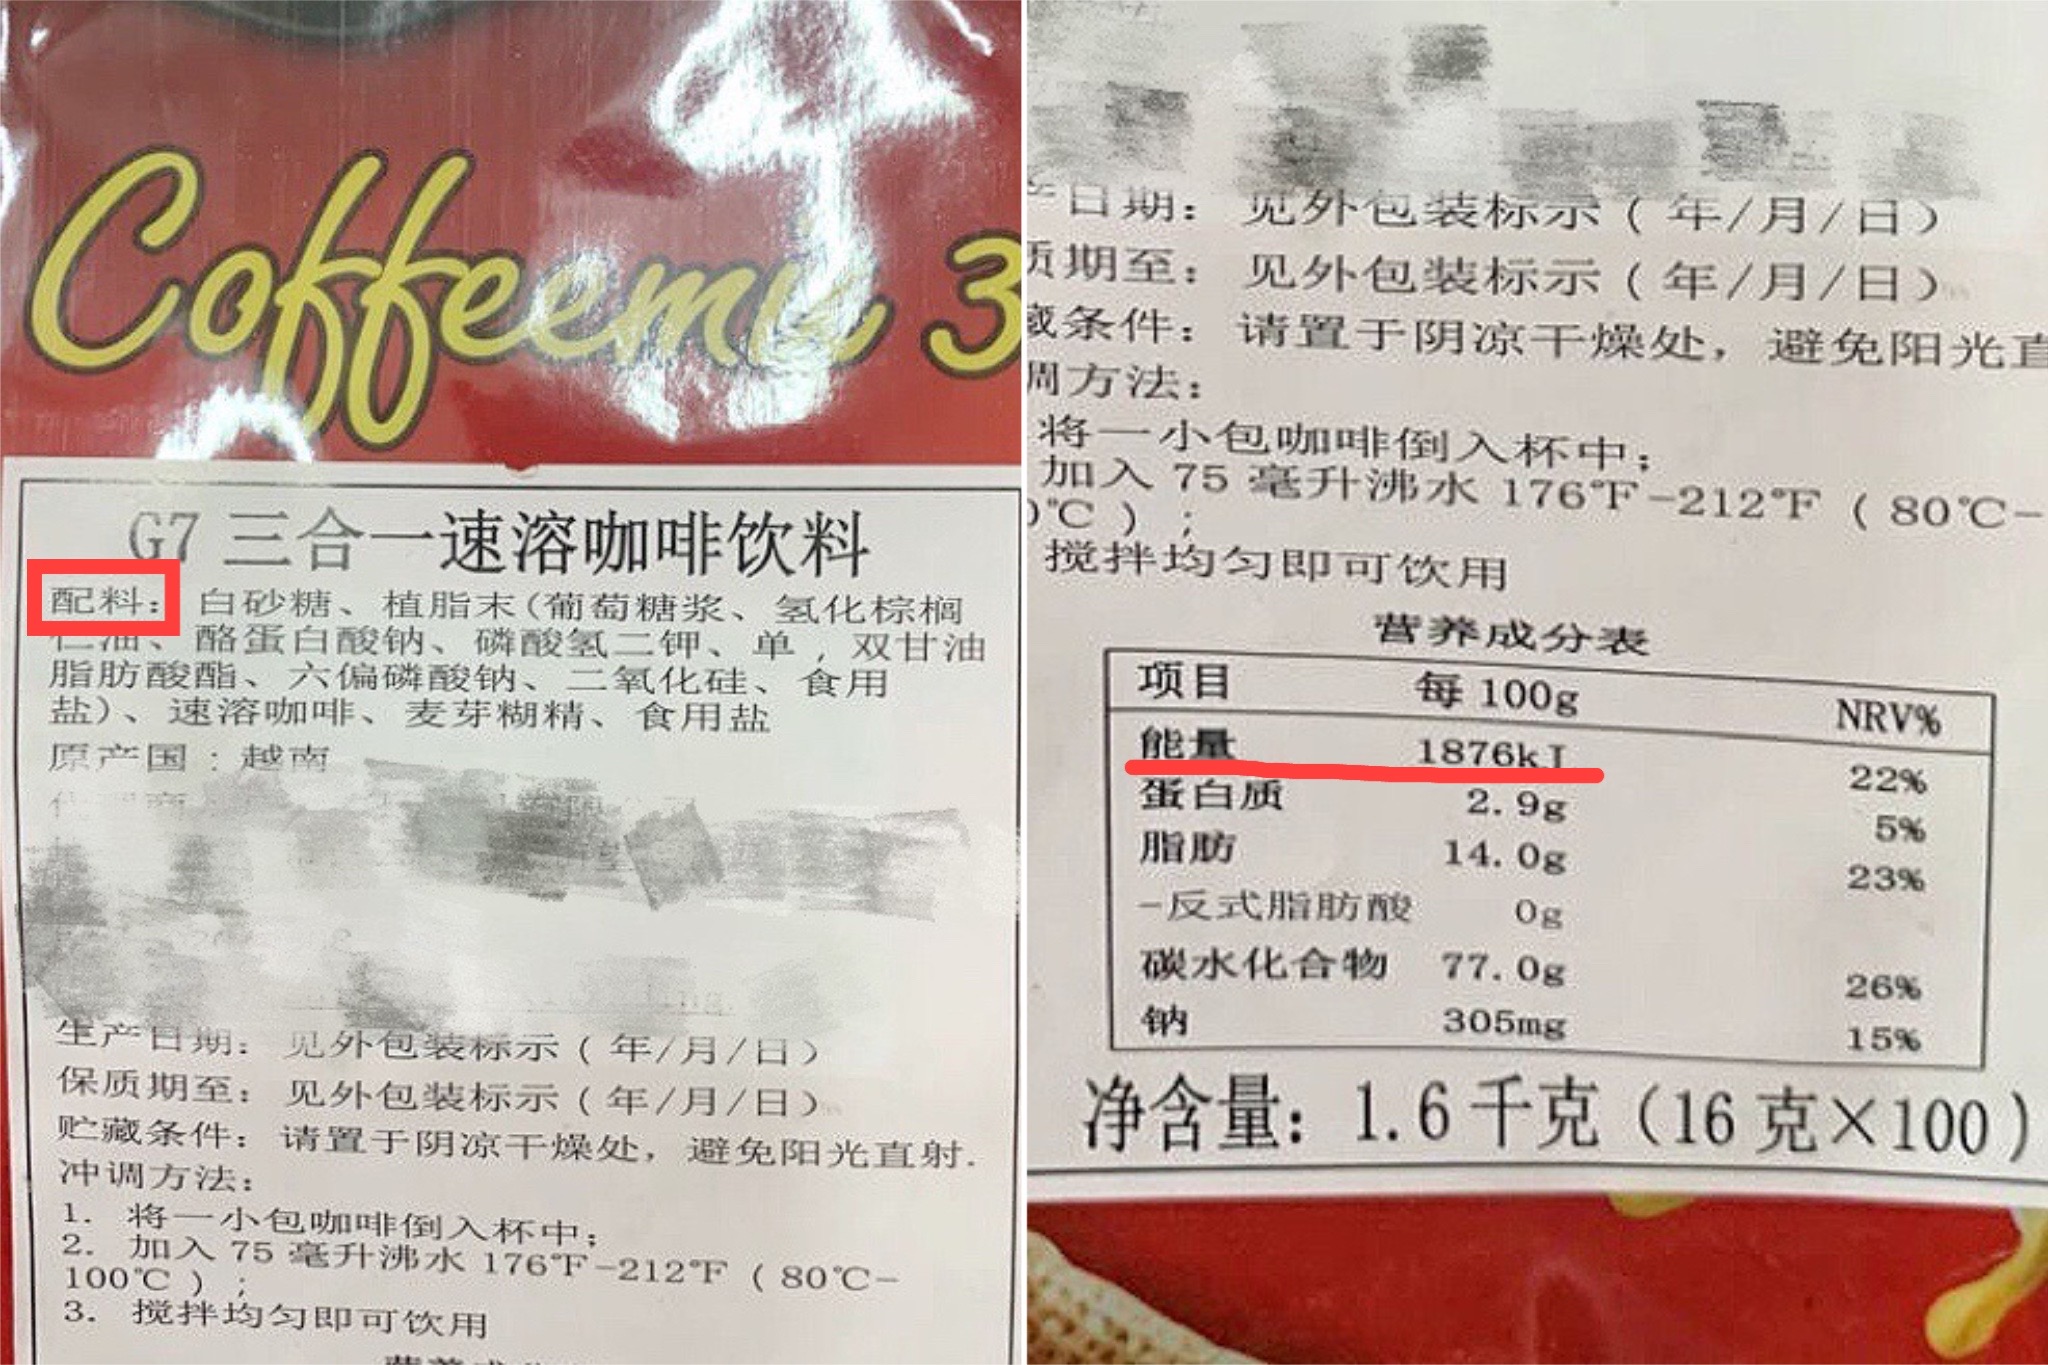 Coffeemix 3
G7 三合一速溶咖啡饮料
配料: 白砂糖、植脂末(葡萄糖浆、氢化棕榈
仁油、酪蛋白酸钠、磷酸氢二钾、单,双甘油
脂肪酸酯、六偏磷酸钠、二氧化硅、食用
盐)、速溶咖啡、麦芽糊精、食用盐
原产国:越南
生产日期: 见外包装标示(年/月/日)
保质期至: 见外包装标示(年/月/日)
贮藏条件: 请置于阴凉干燥处, 避免阳光直射.
冲调方法:
1. 将一小包咖啡倒入杯中;
2. 加入 75 毫升沸水 176℉-212℉ (80℃-
100℃);
3. 搅拌均匀即可饮用
产日期: 见外包装标示(年/月/日)
质期至: 见外包装标示(年/月/日)
藏条件: 请置于阴凉干燥处, 避免阳光直
调方法:
将一小包咖啡倒入杯中;
加入 75 毫升沸水 176℉-212℉ (80℃-
0℃);
搅拌均匀即可饮用
营养成分表
项目 每 100g NRV%
能量 1876kJ 22%
蛋白质 2.9g 5%
脂肪 14.0g 23%
-反式脂肪酸 0g
碳水化合物 77.0g 26%
钠 305mg 15%
净含量: 1.6 千克 (16 克×100)